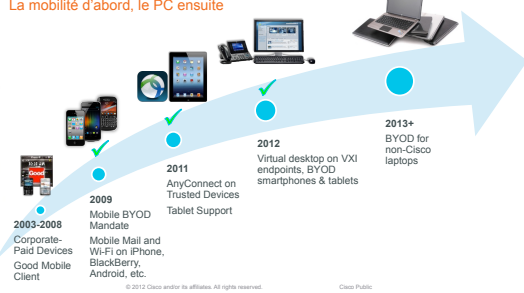 La mobilité d'abord, le PC ensuite
Good
2003-2008
Corporate-
Paid Devices
Good Mobile
Client
2009
Mobile BYOD
Mandate
Mobile Mail and
Wi-Fi on iPhone,
BlackBerry,
Android, etc.
2011
AnyConnect on
Trusted Devices
Tablet Support
2012
Virtual desktop on VXI
endpoints, BYOD
smartphones & tablets
2013+
BYOD for
non-Cisco
laptops
© 2012 Cisco and/or its affiliates. All rights reserved.
Cisco Public